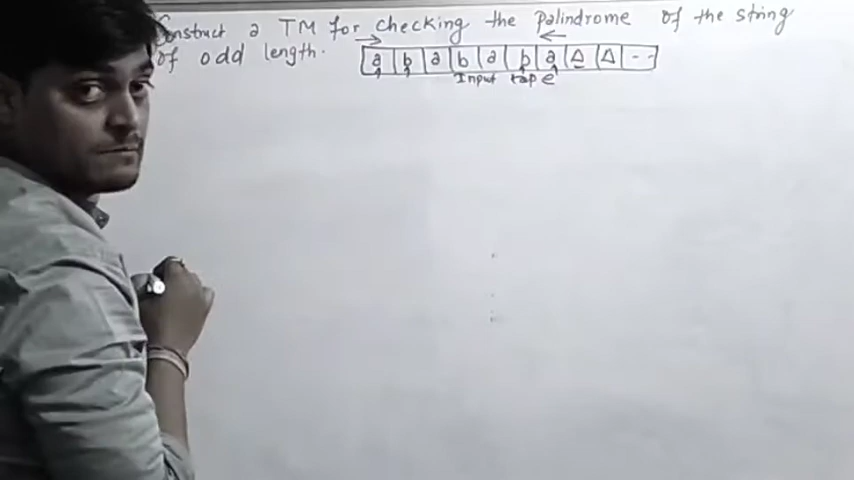 Construct a TM for checking the palindrome of the string
of odd length.
a b a b a b a Δ Δ --
Input tape